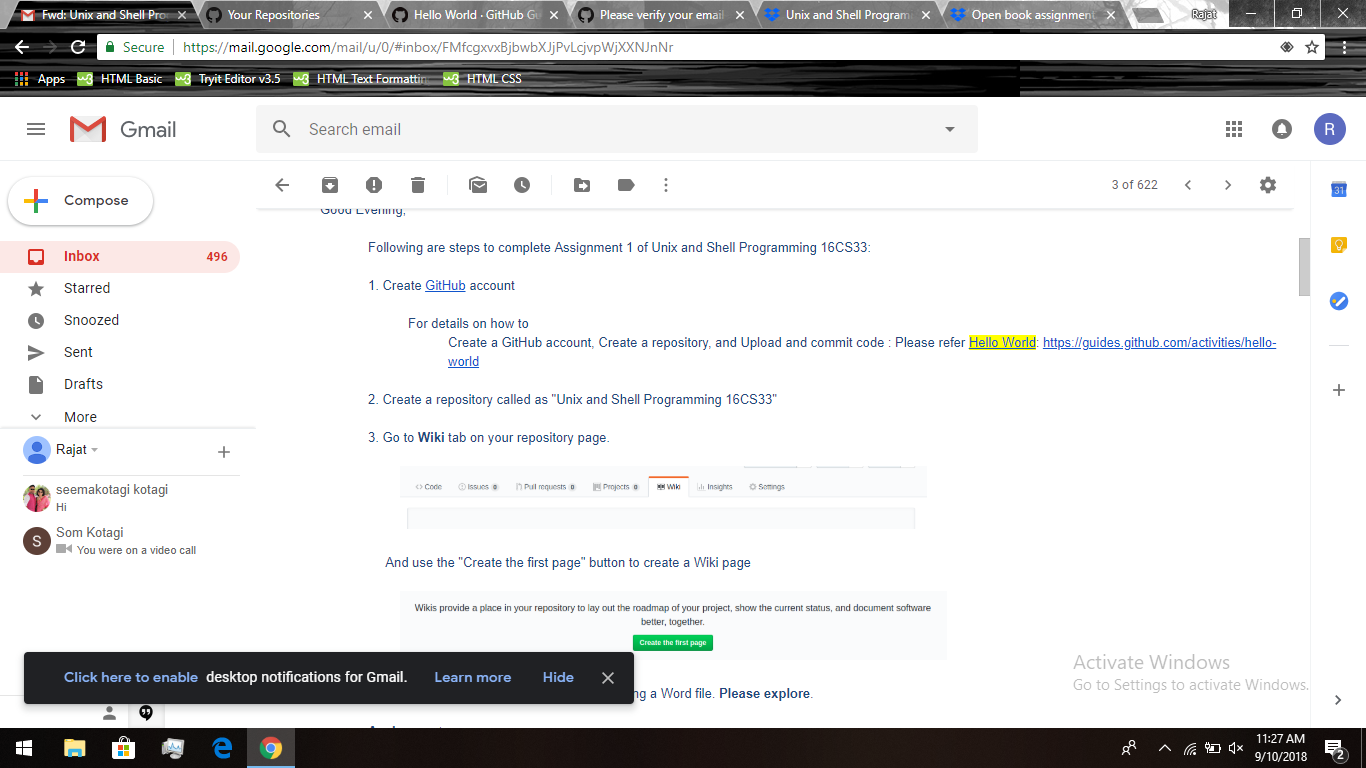 Fwd: Unix and Shell Pro
Your Repositories
Hello World · GitHub Gu
Please verify your email
Unix and Shell Program
Open book assignment
Rajat
Secure
https://mail.google.com/mail/u/0/#inbox/FMfcgxvxBjbwbXJjPvLcjvpWjXXNJnNr
Apps
HTML Basic
Tryit Editor v3.5
HTML Text Formattin
HTML CSS
Gmail
Search email
R
Compose
3 of 622
31
Inbox 496
Starred
Snoozed
Sent
Drafts
More
Rajat
seemakotagi kotagi
Hi
S
Som Kotagi
You were on a video call
Good Evening,
Following are steps to complete Assignment 1 of Unix and Shell Programming 16CS33:
1. Create GitHub account
For details on how to
Create a GitHub account, Create a repository, and Upload and commit code : Please refer Hello World: https://guides.github.com/activities/hello-
world
2. Create a repository called as "Unix and Shell Programming 16CS33"
3. Go to Wiki tab on your repository page.
Code Issues 0 Pull requests 0 Projects 0 Wiki Insights Settings
And use the "Create the first page" button to create a Wiki page
Wikis provide a place in your repository to lay out the roadmap of your project, show the current status, and document software
better, together.
Create the first page
ng a Word file. Please explore.
Click here to enable desktop notifications for Gmail. Learn more Hide
Activate Windows
Go to Settings to activate Windows.
11:27 AM
9/10/2018
2